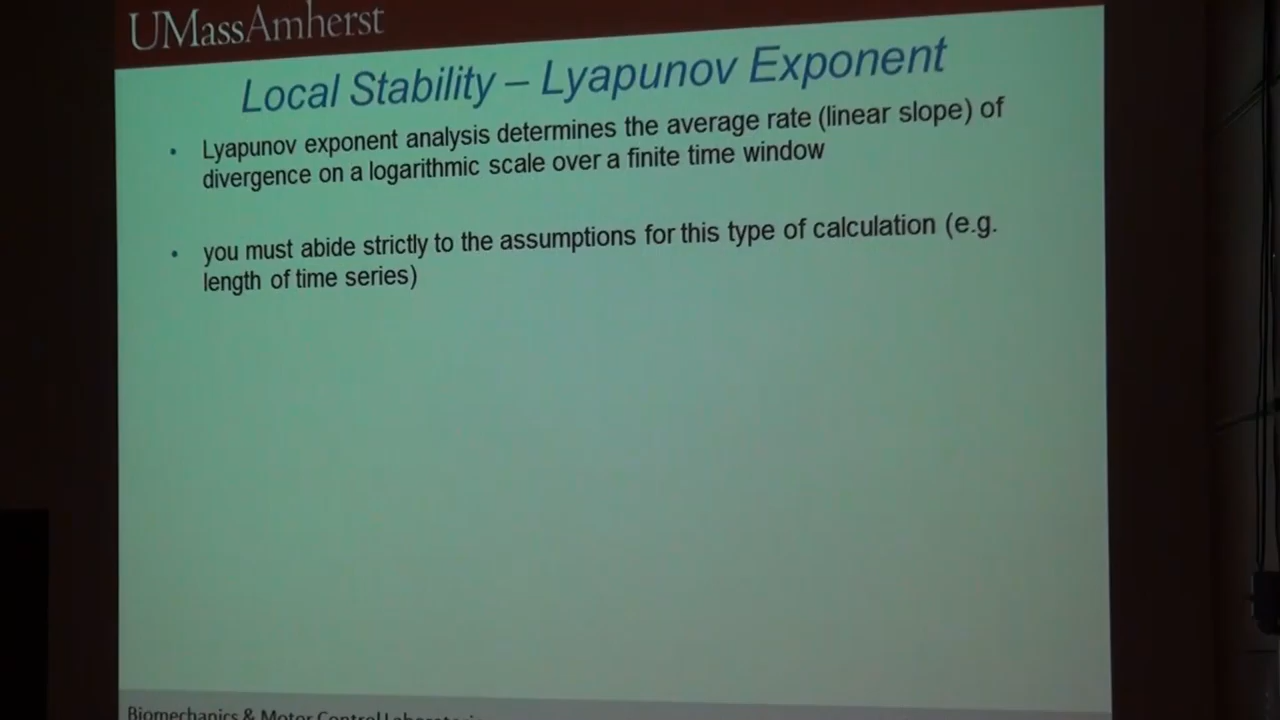 UMassAmherst
Local Stability – Lyapunov Exponent
• Lyapunov exponent analysis determines the average rate (linear slope) of
divergence on a logarithmic scale over a finite time window
• you must abide strictly to the assumptions for this type of calculation (e.g.
length of time series)
Biomechanics & Motor Control